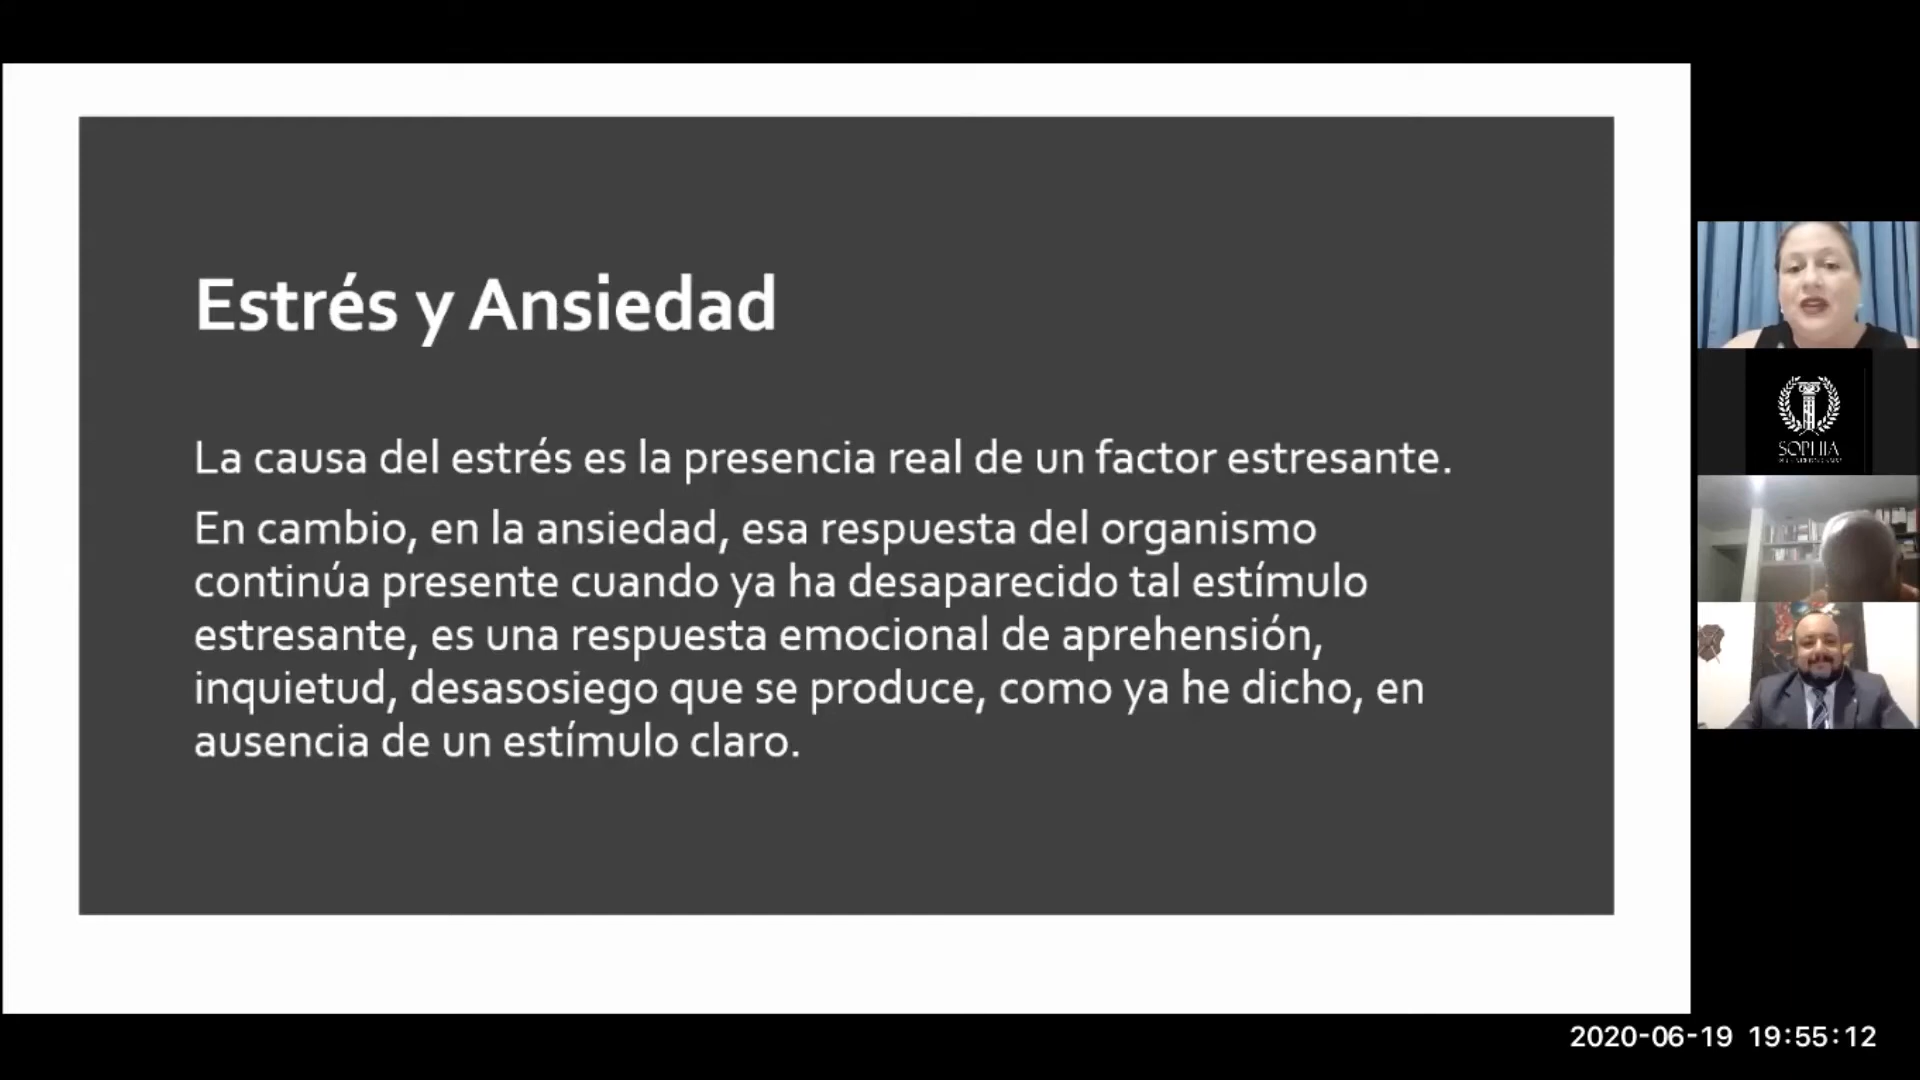 Estrés y Ansiedad
La causa del estrés es la presencia real de un factor estresante.
En cambio, en la ansiedad, esa respuesta del organismo
continúa presente cuando ya ha desaparecido tal estímulo
estresante, es una respuesta emocional de aprehensión,
inquietud, desasosiego que se produce, como ya he dicho, en
ausencia de un estímulo claro.
SOPHIA
2020-06-19 19:55:12